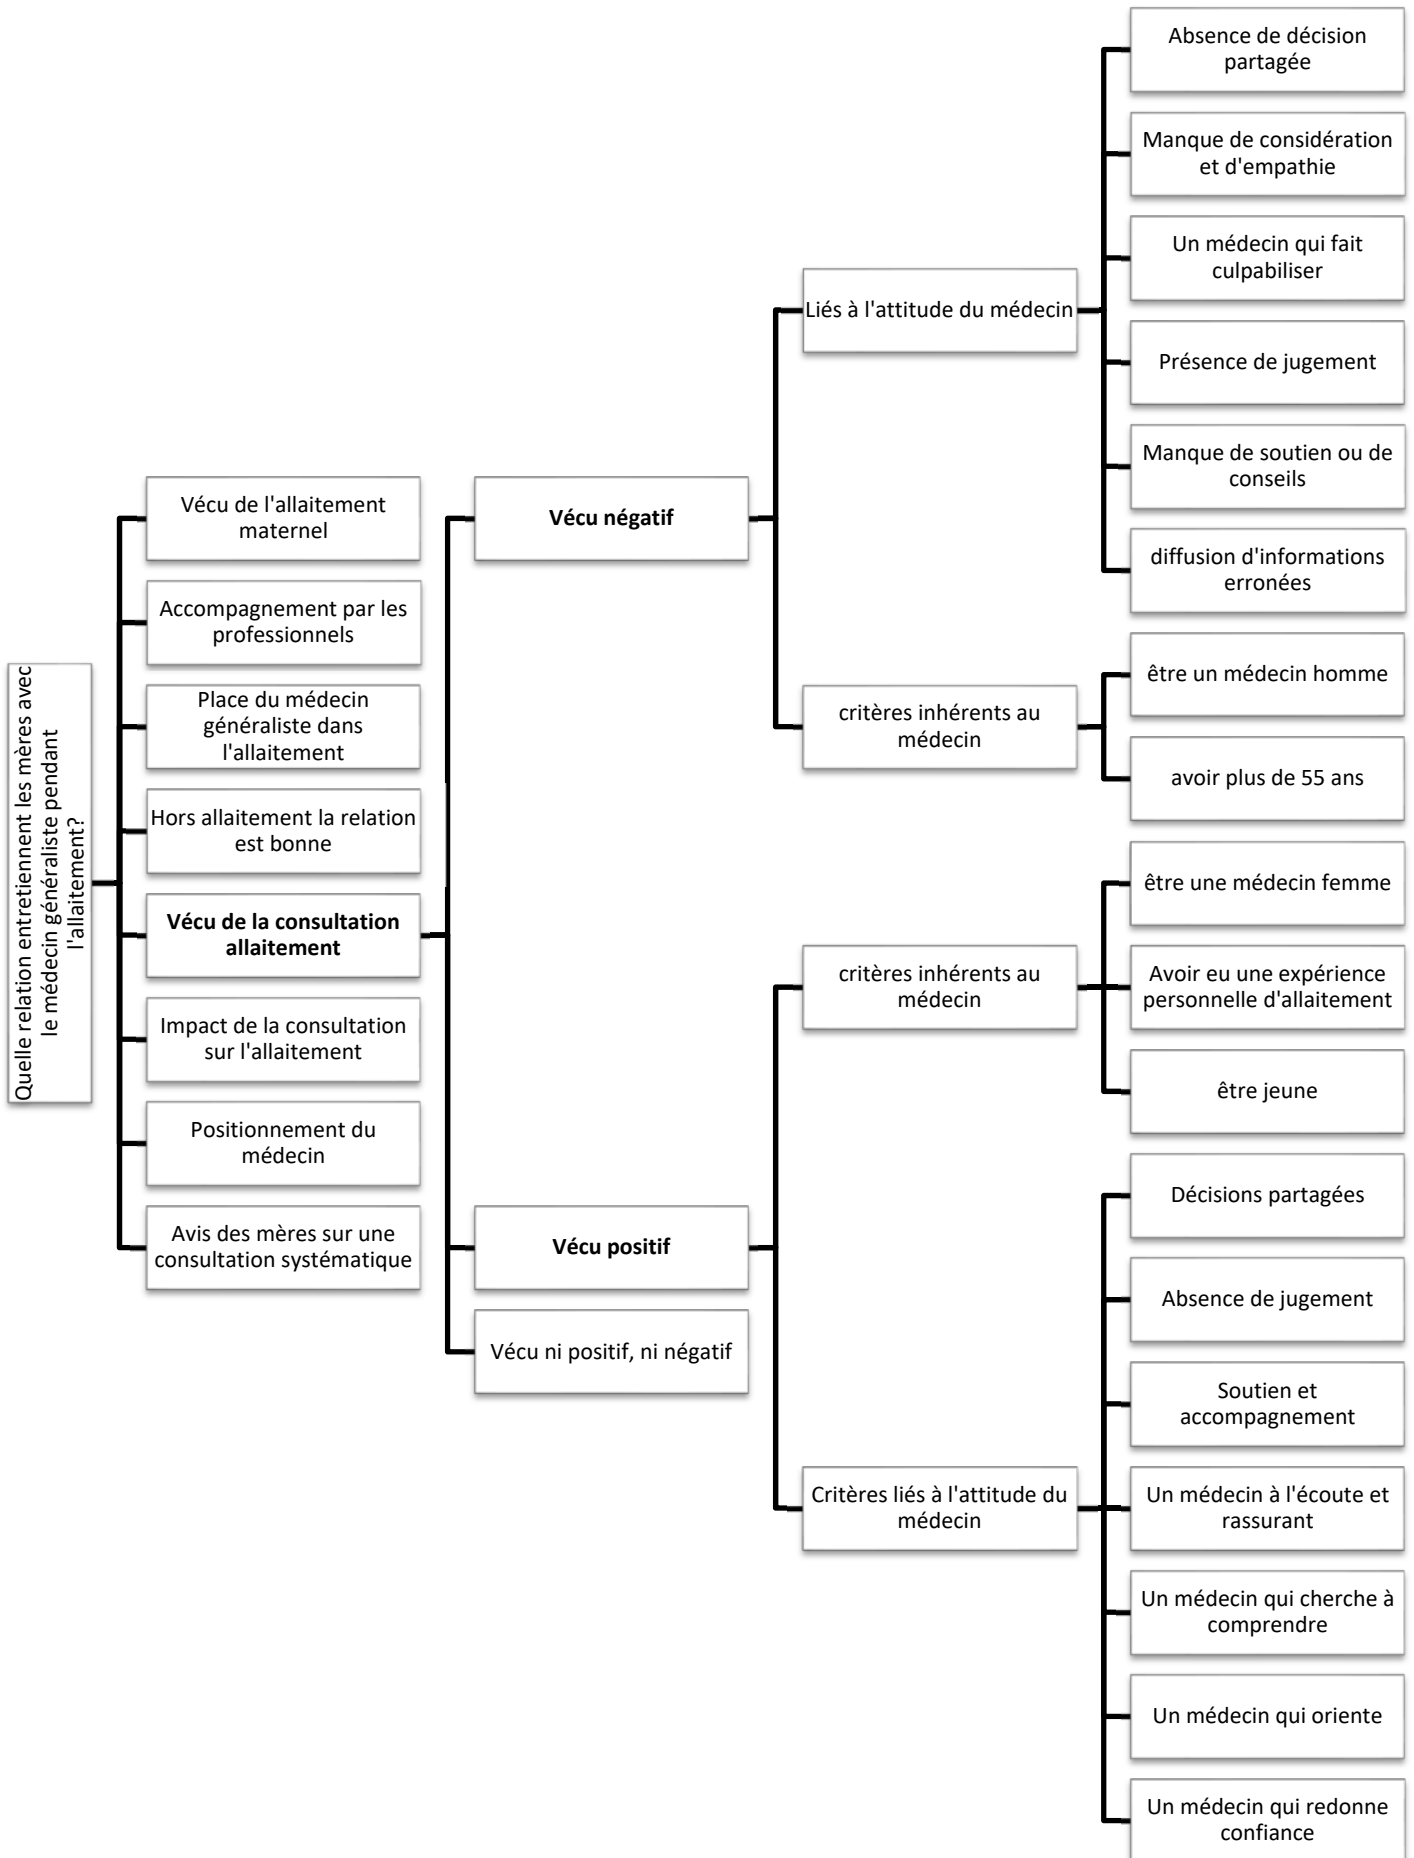 Quelle relation entretiennent les mères avec
le médecin généraliste pendant
l'allaitement?
Vécu de l'allaitement
maternel
Accompagnement par les
professionnels
Place du médecin
généraliste dans
l'allaitement
Hors allaitement la relation
est bonne
Vécu de la consultation
allaitement
Impact de la consultation
sur l'allaitement
Positionnement du
médecin
Avis des mères sur une
consultation systématique
Vécu négatif
Vécu positif
Vécu ni positif, ni négatif
Liés à l'attitude du médecin
critères inhérents au
médecin
critères inhérents au
médecin
Critères liés à l'attitude du
médecin
Absence de décision
partagée
Manque de considération
et d'empathie
Un médecin qui fait
culpabiliser
Présence de jugement
Manque de soutien ou de
conseils
diffusion d'informations
erronées
être un médecin homme
avoir plus de 55 ans
être une médecin femme
Avoir eu une expérience
personnelle d'allaitement
être jeune
Décisions partagées
Absence de jugement
Soutien et
accompagnement
Un médecin à l'écoute et
rassurant
Un médecin qui cherche à
comprendre
Un médecin qui oriente
Un médecin qui redonne
confiance